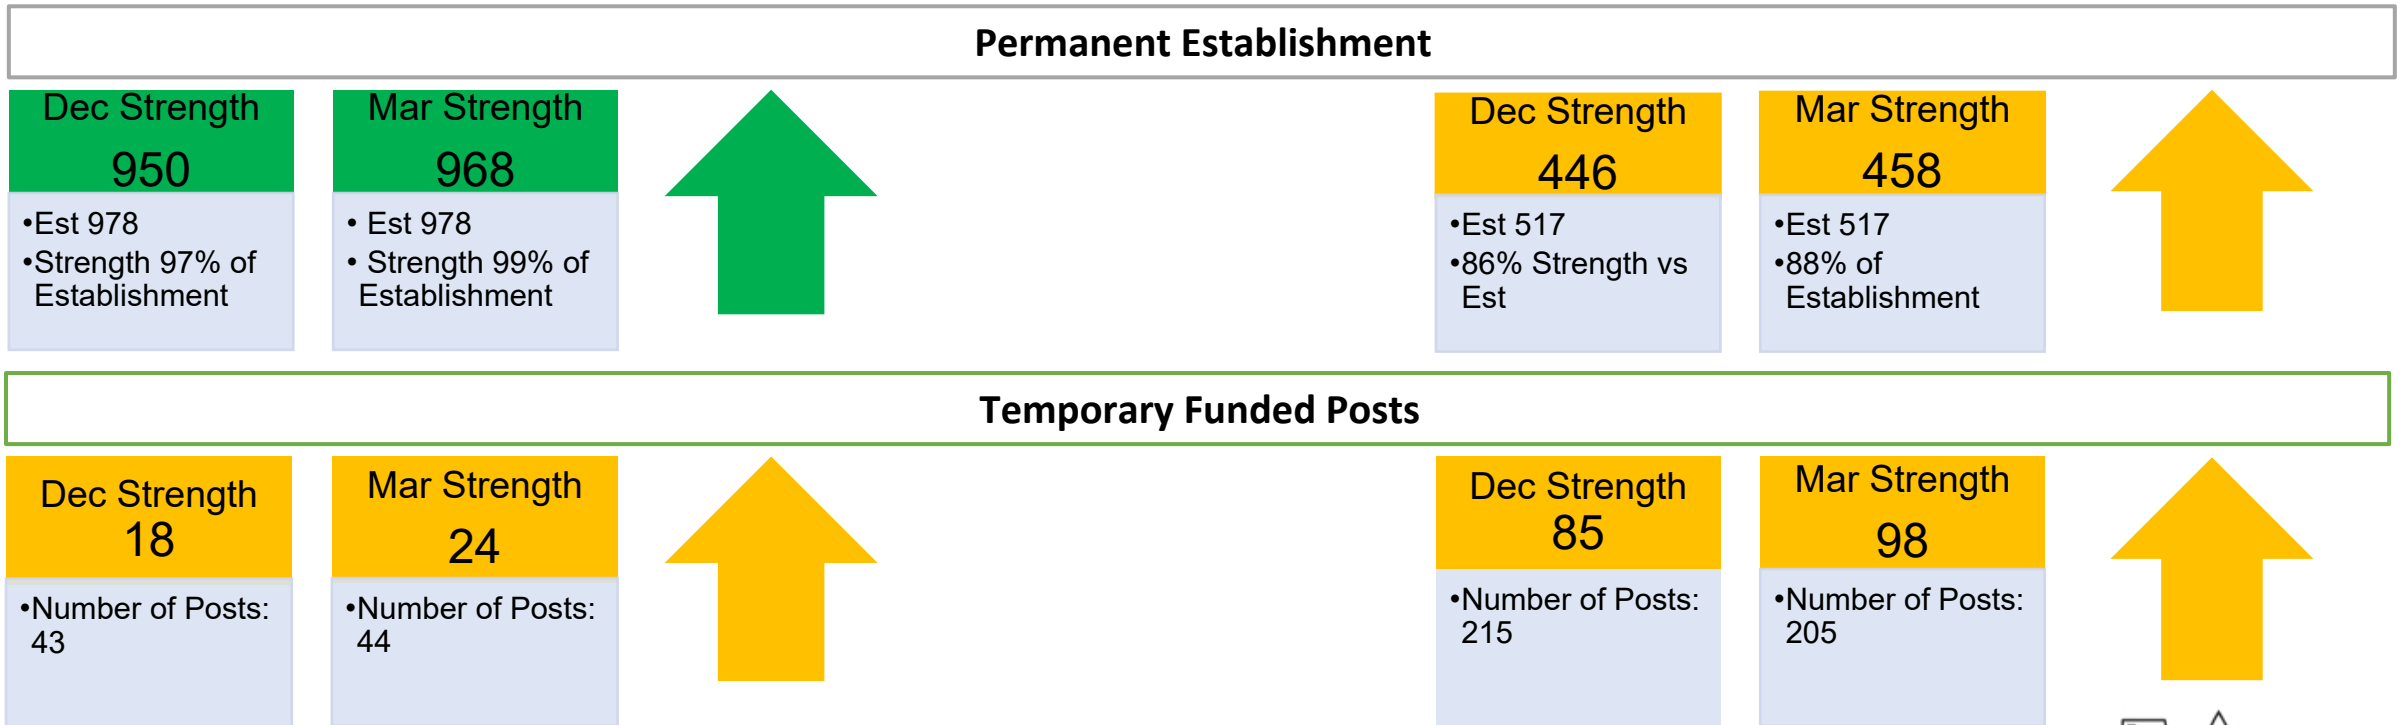 Permanent Establishment
Dec Strength
950
•Est 978
•Strength 97% of
Establishment
Mar Strength
968
• Est 978
• Strength 99% of
Establishment
Dec Strength
446
•Est 517
•86% Strength vs
Est
Mar Strength
458
•Est 517
•88% of
Establishment
Temporary Funded Posts
Dec Strength
18
•Number of Posts:
43
Mar Strength
24
•Number of Posts:
44
Dec Strength
85
•Number of Posts:
215
Mar Strength
98
•Number of Posts:
205